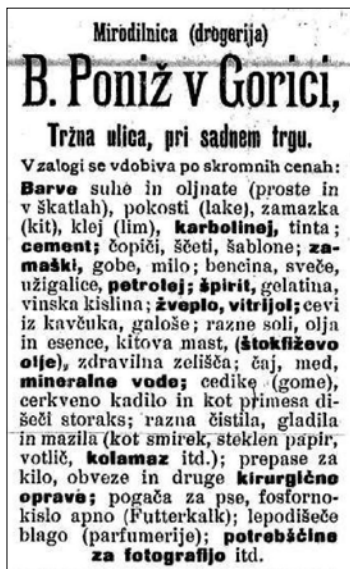 Mirodilnica (drogerija)
B. Poniž v Gorici,
Tržna ulica, pri sadnem trgu.
V zalogi se vdobiva po skromnih cenah:
Barve suhe in oljnate (proste in
v škatlah), pokosti (lake), zamazka
(kit), klej (lim), karbolinej, tinta;
cement; čopiči, ščeti, šablone; za-
maški, gobe, milo; bencina, sveče,
užigalice, petrolej; špirit, gelatina,
vinska kislina; žveplo, vitrijol; cevi
iz kavčuka, galoše; razne soli, olja
in esence, kitova mast, (štokfiževo
olje), zdravilna zelišča; čaj, med,
mineralne vode; cedike (gome),
cerkveno kadilo in kot primesa di-
šeči storaks; razna čistila, gladila
in mazila (kot smirek, steklen papir,
votlič, kolamaz itd.); prepase za
kilo, obveze in druge kirurgično
oprave; pogača za pse, fosforno-
kislo apno (Futterkalk); lepodišeče
blago (parfumerije); potrebščine
za fotografijo itd.